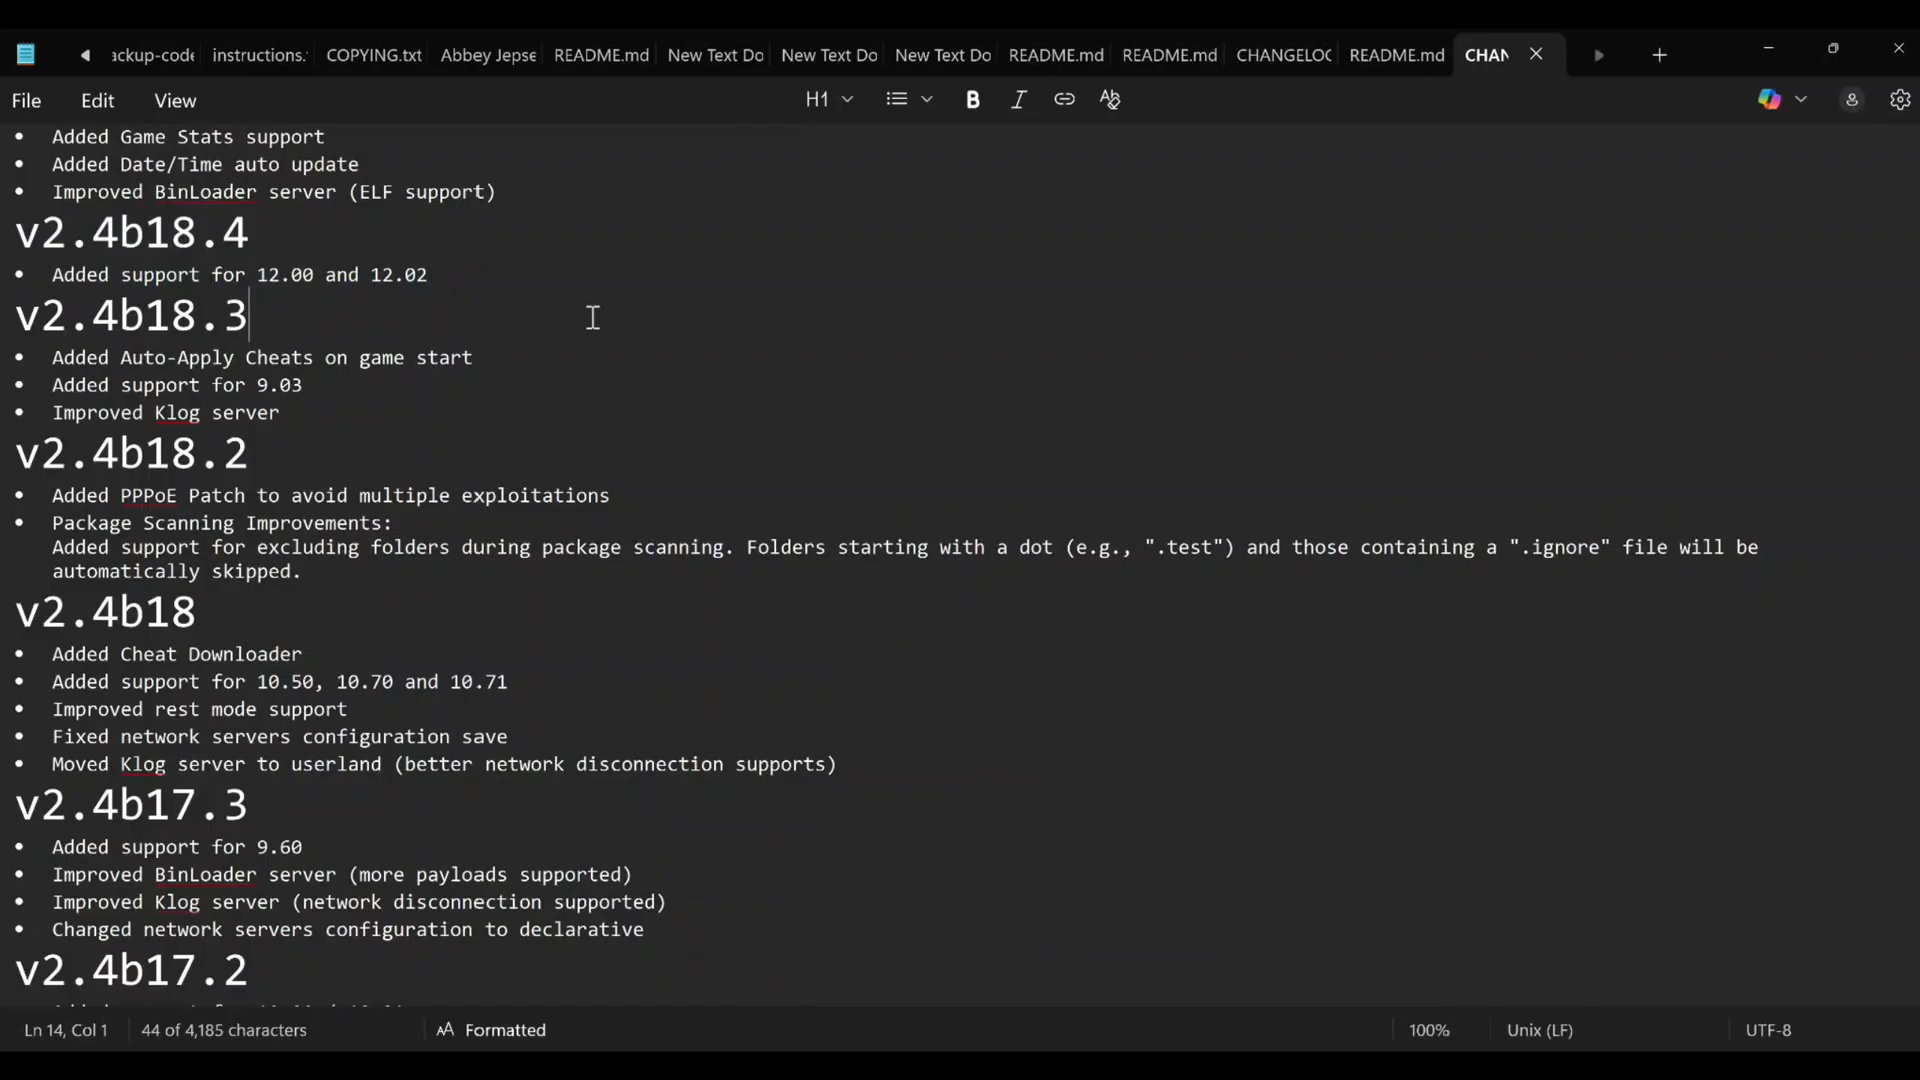 ackup-code
instructions.
COPYING.txt
Abbey Jepse
README.md
New Text Do
New Text Do
New Text Do
README.md
README.md
CHANGELOG
README.md
CHAN
File
Edit
View
H1
B
I
• Added Game Stats support
• Added Date/Time auto update
• Improved BinLoader server (ELF support)
v2.4b18.4
• Added support for 12.00 and 12.02
v2.4b18.3
• Added Auto-Apply Cheats on game start
• Added support for 9.03
• Improved Klog server
v2.4b18.2
• Added PPPoE Patch to avoid multiple exploitations
• Package Scanning Improvements:
Added support for excluding folders during package scanning. Folders starting with a dot (e.g., ".test") and those containing a ".ignore" file will be
automatically skipped.
v2.4b18
• Added Cheat Downloader
• Added support for 10.50, 10.70 and 10.71
• Improved rest mode support
• Fixed network servers configuration save
• Moved Klog server to userland (better network disconnection supports)
v2.4b17.3
• Added support for 9.60
• Improved BinLoader server (more payloads supported)
• Improved Klog server (network disconnection supported)
• Changed network servers configuration to declarative
v2.4b17.2
Ln 14, Col 1
44 of 4,185 characters
Formatted
100%
Unix (LF)
UTF-8